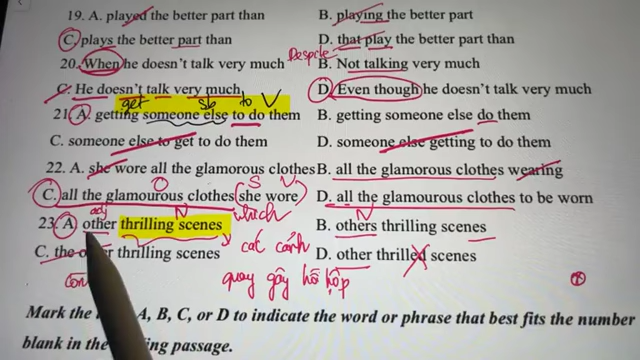 19. A. played the better part than B. playing the better part
C. plays the better part than D. that play the better part than
Despite
20. When he doesn't talk very much B. Not talking very much
C. He doesn't talk very much D. Even though he doesn't talk very much
get sb to V
21. A. getting someone else to do them B. getting someone else do them
C. someone else to get to do them D. someone else getting to do them
22. A. she wore all the glamorous clothes B. all the glamorous clothes wearing
O S V
C. all the glamourous clothes (she wore) D. all the glamourous clothes to be worn
adj N which N
23. A. other thrilling scenes B. others thrilling scenes
các cảnh
C. the other thrilling scenes D. other thrilled scenes
còn quay gây hồi hộp
Mark the A, B, C, or D to indicate the word or phrase that best fits the number
blank in the passage.